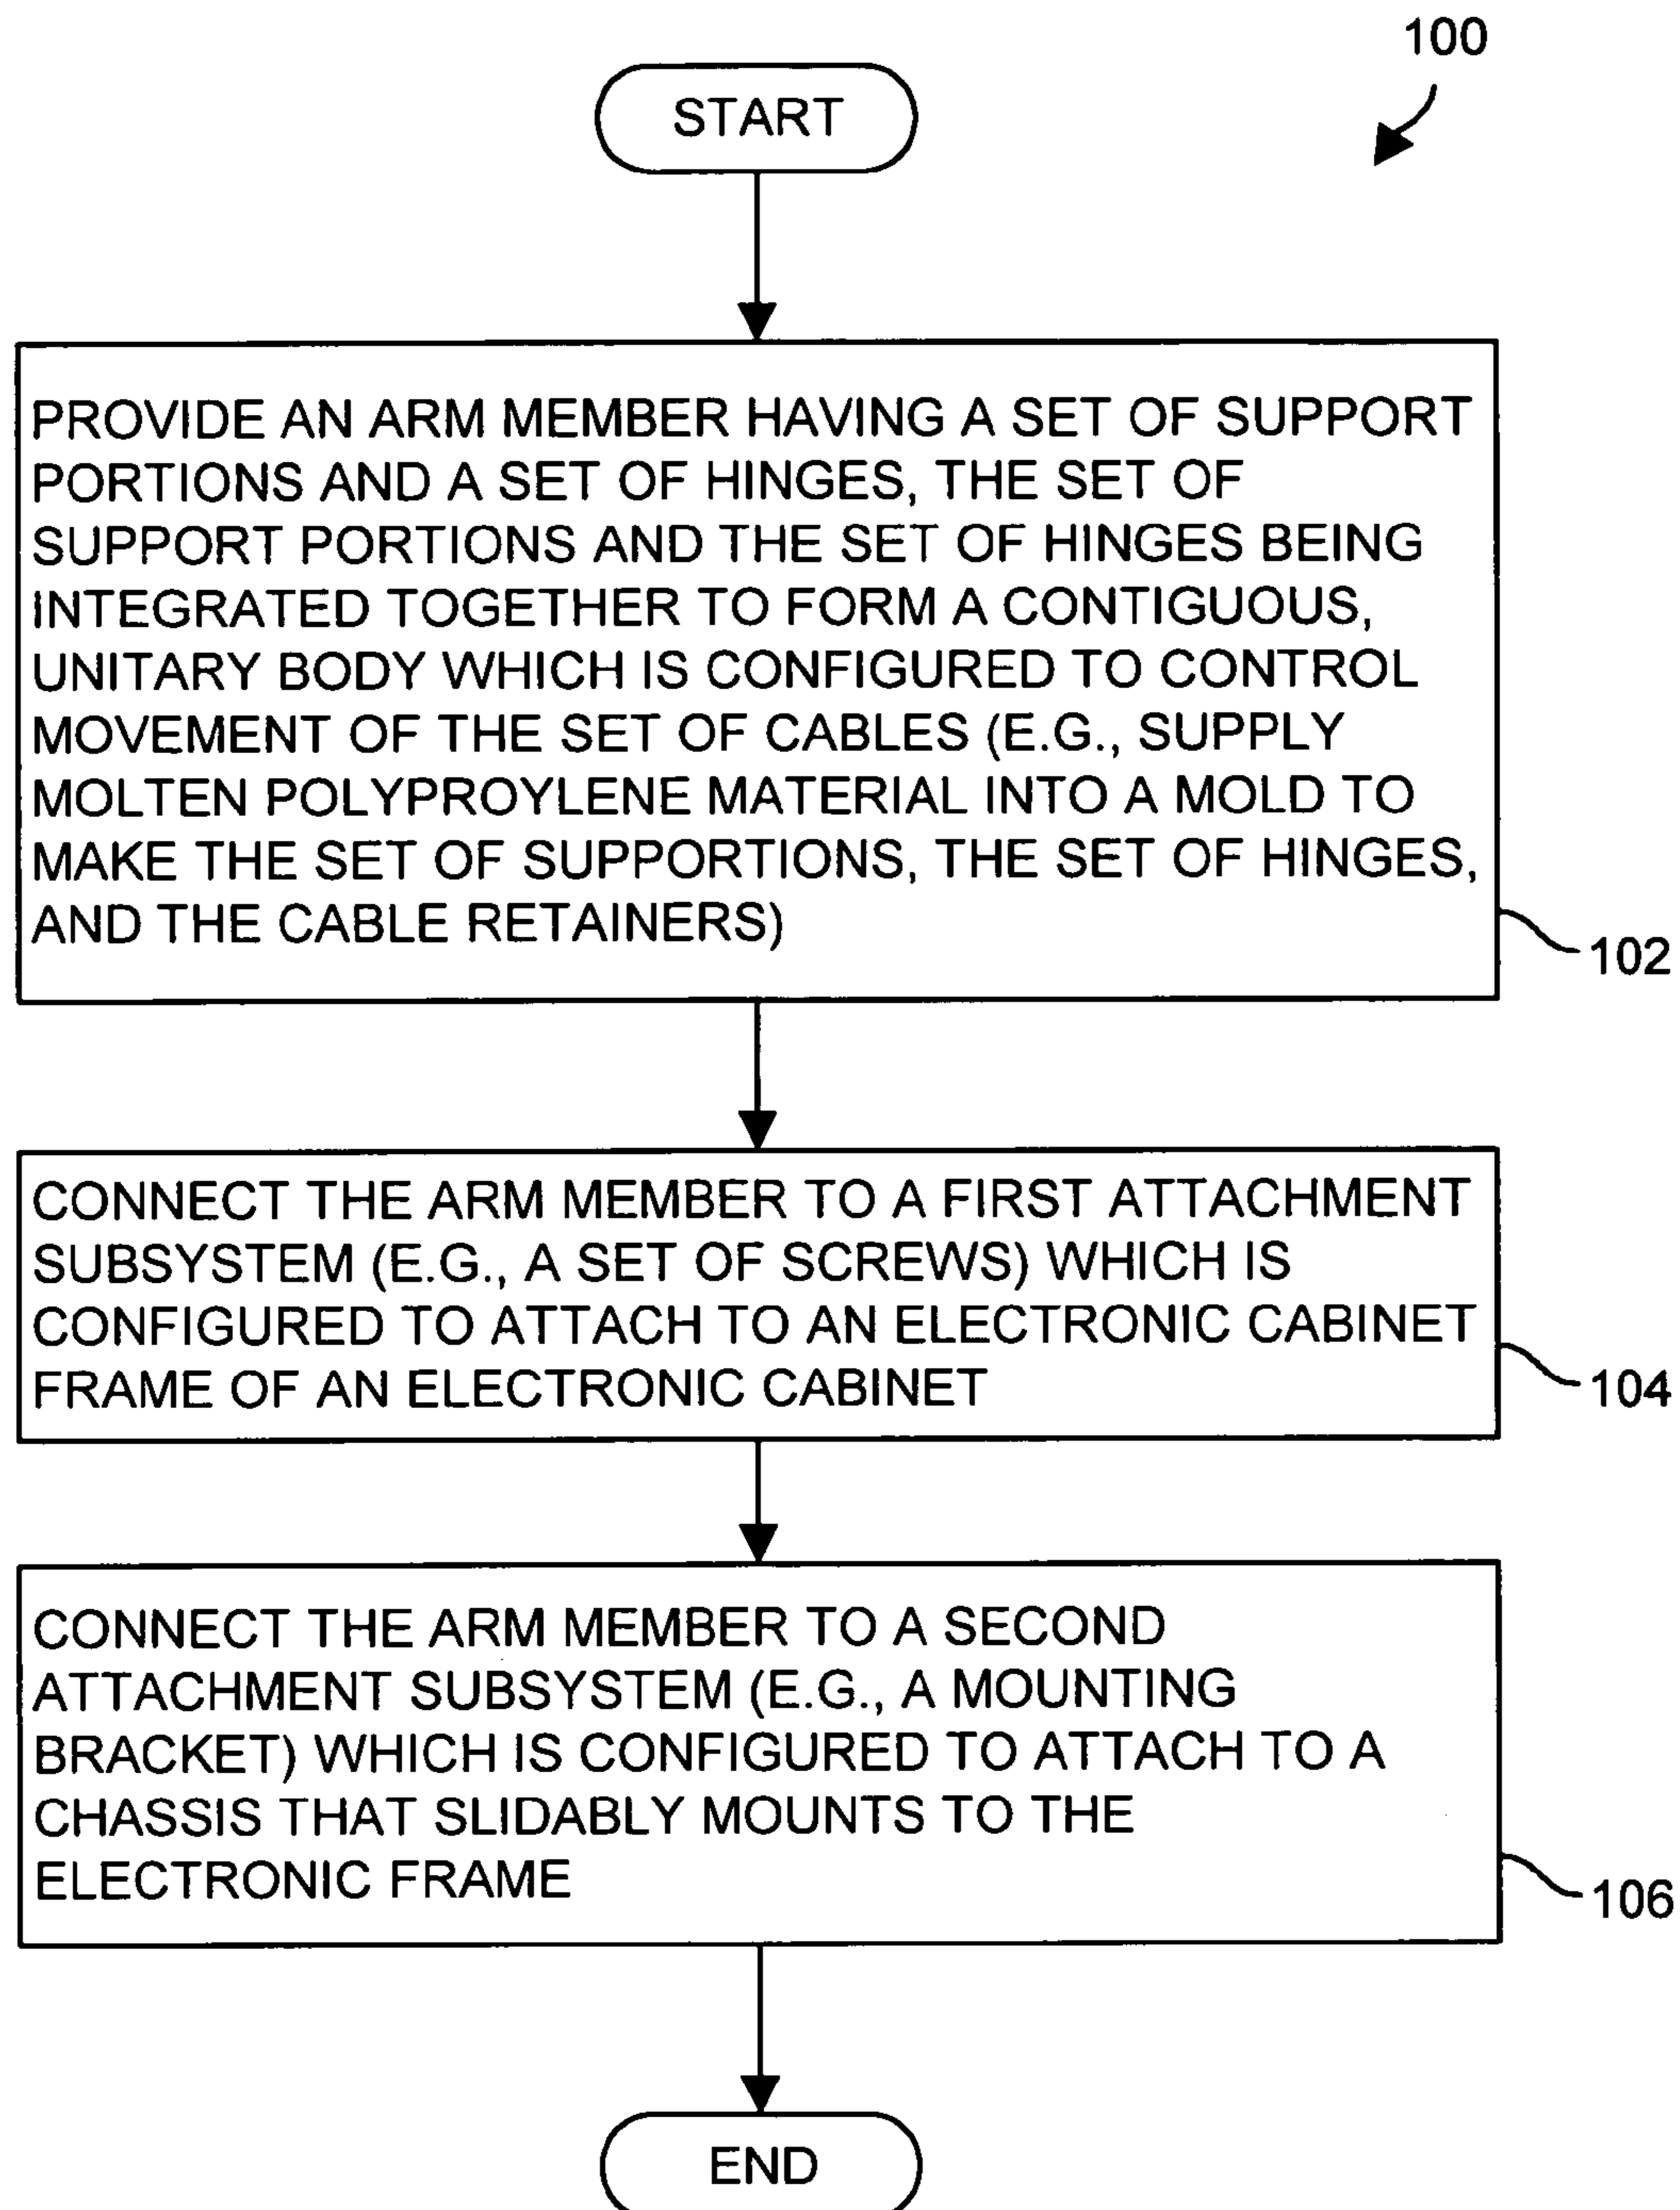 100
START
PROVIDE AN ARM MEMBER HAVING A SET OF SUPPORT
PORTIONS AND A SET OF HINGES, THE SET OF
SUPPORT PORTIONS AND THE SET OF HINGES BEING
INTEGRATED TOGETHER TO FORM A CONTIGUOUS,
UNITARY BODY WHICH IS CONFIGURED TO CONTROL
MOVEMENT OF THE SET OF CABLES (E.G., SUPPLY
MOLTEN POLYPROYLENE MATERIAL INTO A MOLD TO
MAKE THE SET OF SUPPORTIONS, THE SET OF HINGES,
AND THE CABLE RETAINERS)
102
CONNECT THE ARM MEMBER TO A FIRST ATTACHMENT
SUBSYSTEM (E.G., A SET OF SCREWS) WHICH IS
CONFIGURED TO ATTACH TO AN ELECTRONIC CABINET
FRAME OF AN ELECTRONIC CABINET
104
CONNECT THE ARM MEMBER TO A SECOND
ATTACHMENT SUBSYSTEM (E.G., A MOUNTING
BRACKET) WHICH IS CONFIGURED TO ATTACH TO A
CHASSIS THAT SLIDABLY MOUNTS TO THE
ELECTRONIC FRAME
106
END